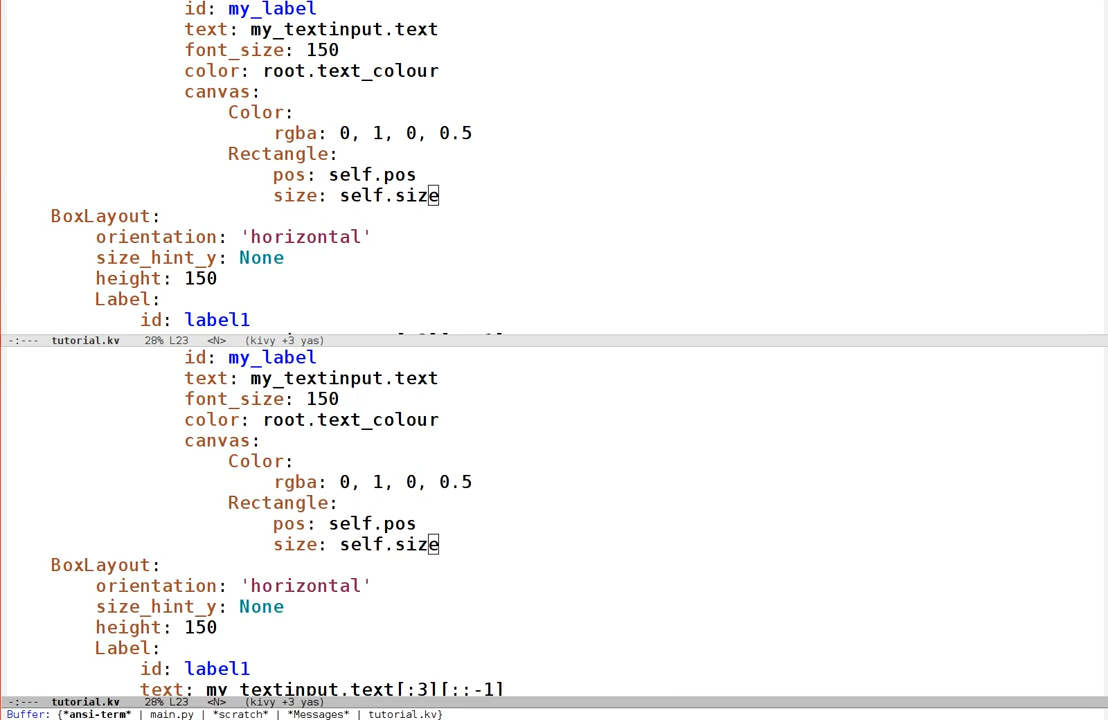 id: my_label
text: my_textinput.text
font_size: 150
color: root.text_colour
canvas:
Color:
rgba: 0, 1, 0, 0.5
Rectangle:
pos: self.pos
size: self.size
BoxLayout:
orientation: 'horizontal'
size_hint_y: None
height: 150
Label:
id: label1
-:--- tutorial.kv 28% L23 <N> (kivy +3 yas)
id: my_label
text: my_textinput.text
font_size: 150
color: root.text_colour
canvas:
Color:
rgba: 0, 1, 0, 0.5
Rectangle:
pos: self.pos
size: self.size
BoxLayout:
orientation: 'horizontal'
size_hint_y: None
height: 150
Label:
id: label1
text: my_textinput.text[:3][::-1]
-:--- tutorial.kv 28% L23 <N> (kivy +3 yas)
Buffer: {*ansi-term* | main.py | *scratch* | *Messages* | tutorial.kv}